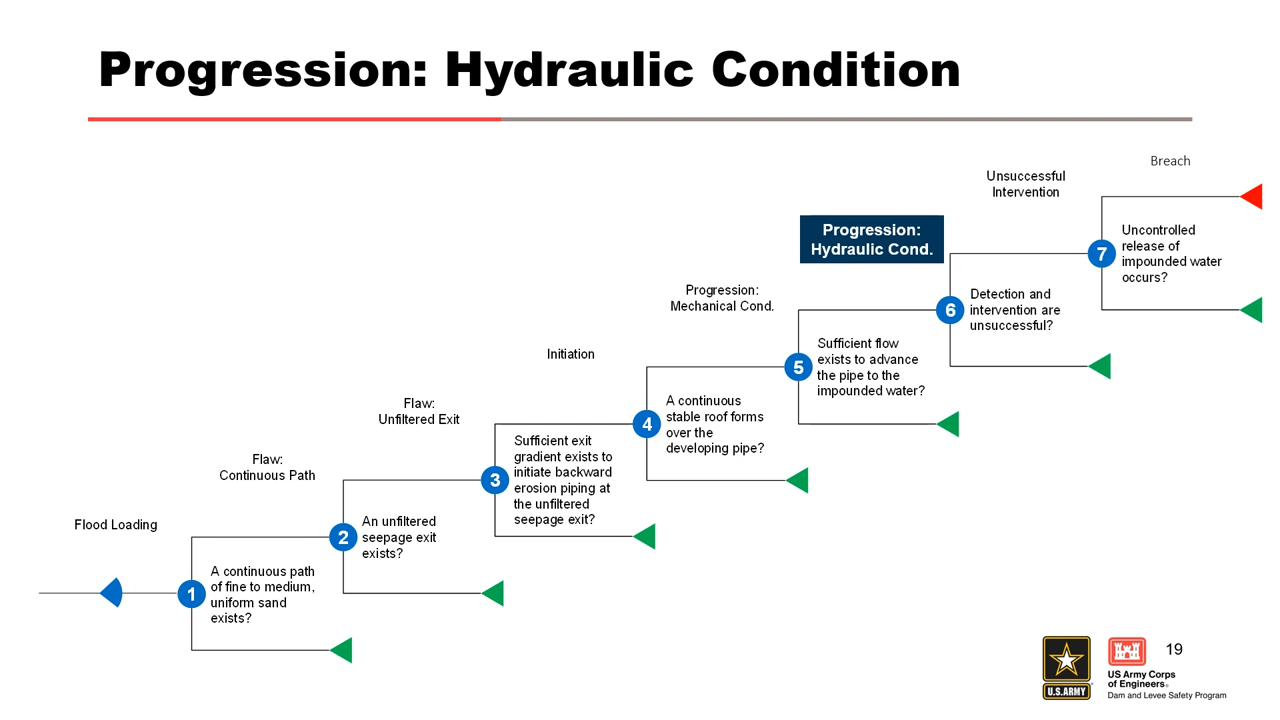 Progression: Hydraulic Condition
Flood Loading
1
A continuous path
of fine to medium,
uniform sand
exists?
Flaw:
Continuous Path
2
An unfiltered
seepage exit
exists?
Flaw:
Unfiltered Exit
3
Sufficient exit
gradient exists to
initiate backward
erosion piping at
the unfiltered
seepage exit?
Initiation
4
A continuous
stable roof forms
over the
developing pipe?
Progression:
Mechanical Cond.
5
Sufficient flow
exists to advance
the pipe to the
impounded water?
Progression:
Hydraulic Cond.
6
Detection and
intervention are
unsuccessful?
Unsuccessful
Intervention
7
Uncontrolled
release of
impounded water
occurs?
Breach
U.S.ARMY
US Army Corps
of Engineers®
Dam and Levee Safety Program
19